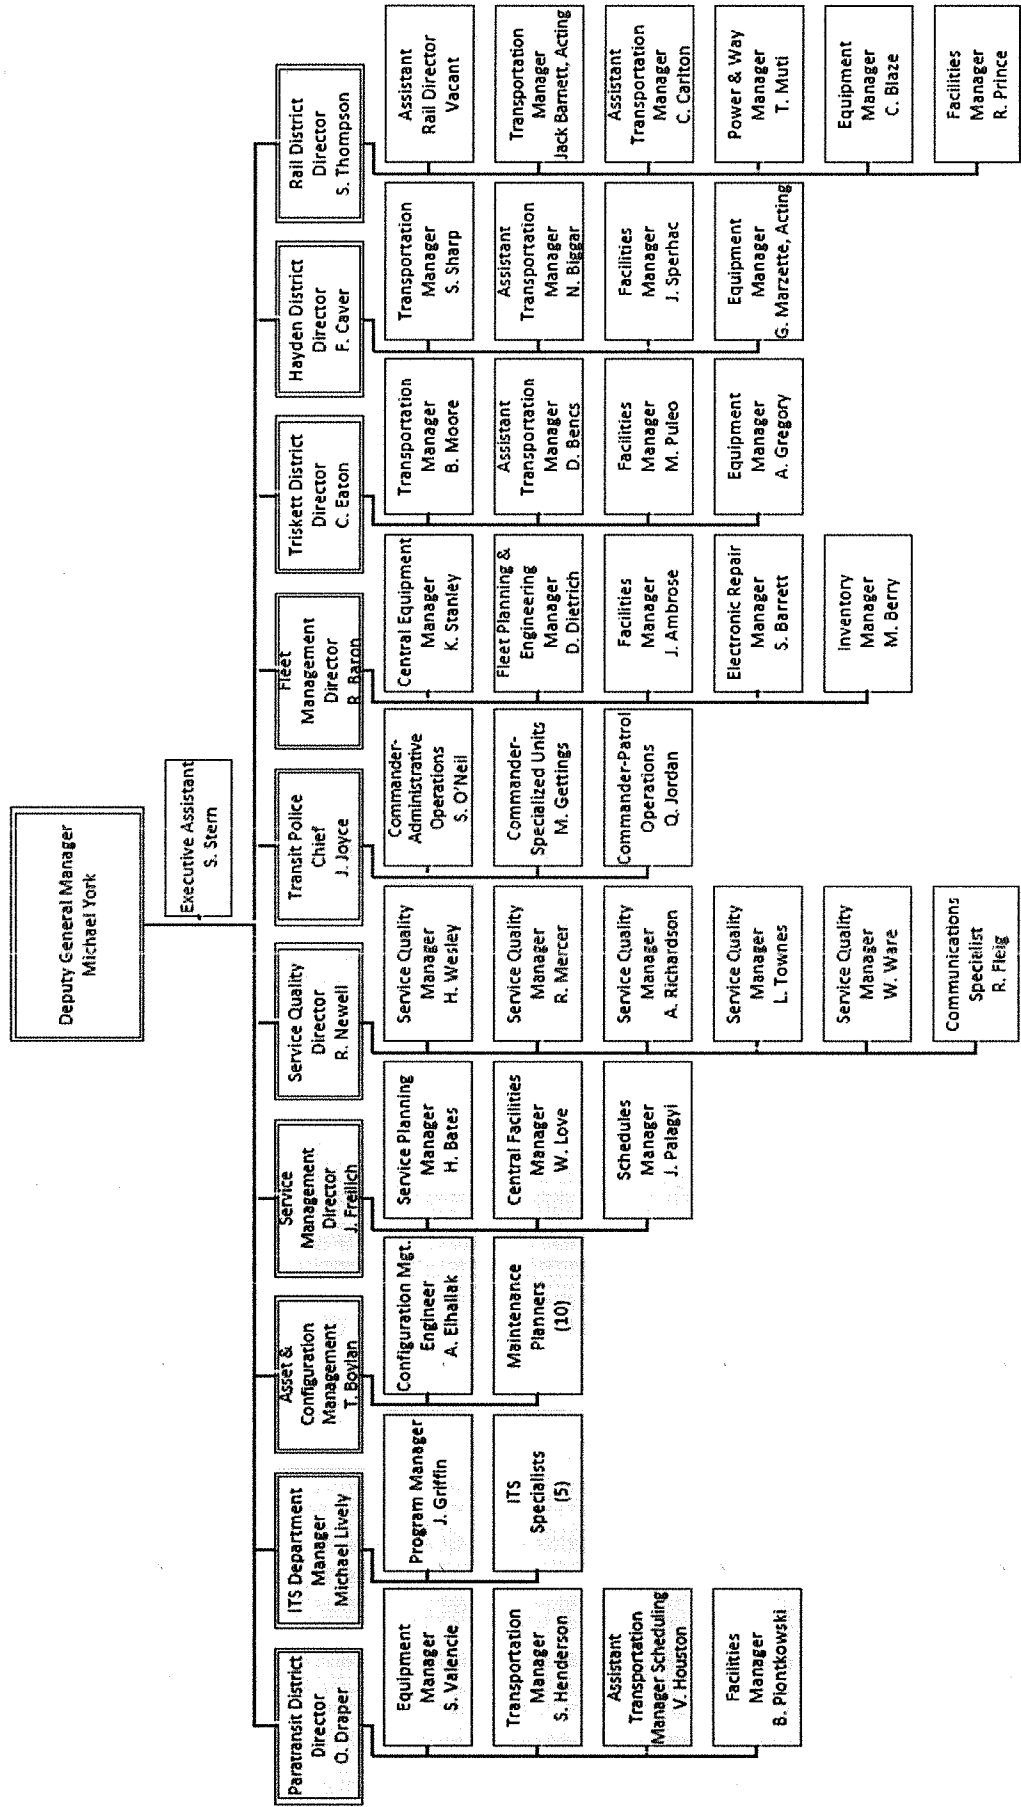 Deputy General Manager
Michael York
Executive Assistant
S. Stern
Paratransit District
Director
O. Draper
Equipment
Manager
S. Valencic
Transportation
Manager
S. Henderson
Assistant
Transportation
Manager Scheduling
V. Houston
Facilities
Manager
B. Piontkowski
ITS Department
Manager
Michael Lively
Program Manager
J. Griffin
ITS
Specialists
(5)
Asset &
Configuration
Management
T. Boylan
Configuration Mgt.
Engineer
A. Elhallak
Maintenance
Planners
(10)
Service
Management
Director
J. Freilich
Service Planning
Manager
H. Bates
Central Facilities
Manager
W. Love
Schedules
Manager
J. Palagyi
Service Quality
Director
R. Newell
Service Quality
Manager
H. Wesley
Service Quality
Manager
R. Mercer
Service Quality
Manager
A. Richardson
Service Quality
Manager
L. Townes
Service Quality
Manager
W. Ware
Communications
Specialist
R. Fleig
Transit Police
Chief
J. Joyce
Commander-
Administrative
Operations
S. O'Neil
Commander-
Specialized Units
M. Gettings
Commander-Patrol
Operations
Q. Jordan
Fleet
Management
Director
R. Baron
Central Equipment
Manager
K. Stanley
Fleet Planning &
Engineering
Manager
D. Dietrich
Facilities
Manager
J. Ambrose
Electronic Repair
Manager
S. Barrett
Inventory
Manager
M. Berry
Triskett District
Director
C. Eaton
Transportation
Manager
B. Moore
Assistant
Transportation
Manager
D. Bencs
Facilities
Manager
M. Puleo
Equipment
Manager
A. Gregory
Hayden District
Director
F. Caver
Transportation
Manager
S. Sharp
Assistant
Transportation
Manager
N. Biggar
Facilities
Manager
J. Sperhac
Equipment
Manager
G. Marzette, Acting
Rail District
Director
S. Thompson
Assistant
Rail Director
Vacant
Transportation
Manager
Jack Barnett, Acting
Assistant
Transportation
Manager
C. Carlton
Power & Way
Manager
T. Muti
Equipment
Manager
C. Blaze
Facilities
Manager
R. Prince